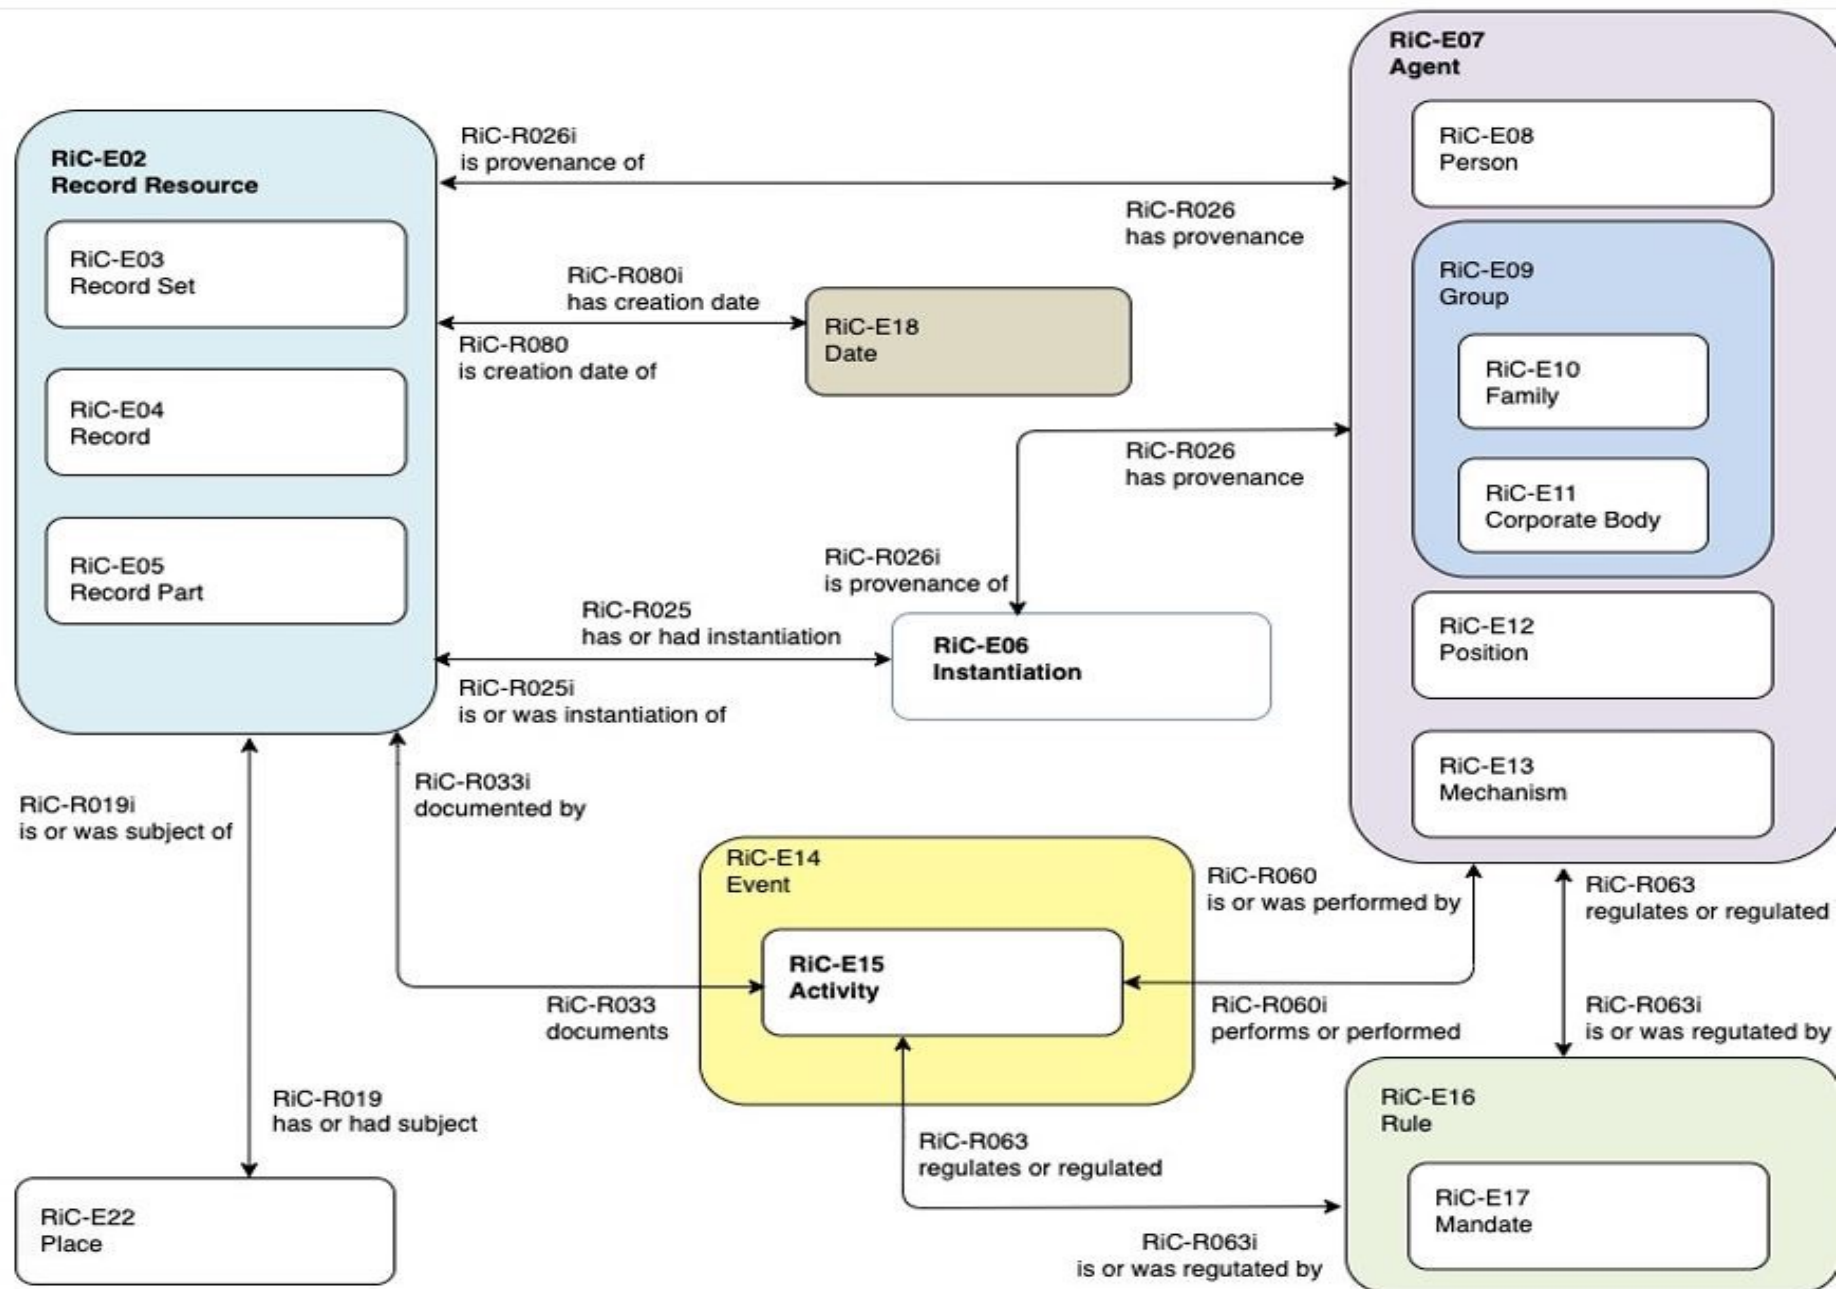 RiC-E07
Agent
RiC-E08
Person
RiC-E09
Group
RiC-E10
Family
RiC-E11
Corporate Body
RiC-E12
Position
RiC-E13
Mechanism
RiC-E02
Record Resource
RiC-E03
Record Set
RiC-E04
Record
RiC-E05
Record Part
RiC-R026i
is provenance of
RiC-R026
has provenance
RiC-R080i
has creation date
RiC-R080
is creation date of
RiC-E18
Date
RiC-R026
has provenance
RiC-R026i
is provenance of
RiC-R025
has or had instantiation
RiC-R025i
is or was instantiation of
RiC-E06
Instantiation
RiC-R019i
is or was subject of
RiC-R033i
documented by
RiC-E14
Event
RiC-E15
Activity
RiC-R033
documents
RiC-R060
is or was performed by
RiC-R060i
performs or performed
RiC-R063
regulates or regulated
RiC-R063i
is or was regutated by
RiC-R019
has or had subject
RiC-R063
regulates or regulated
RiC-R063i
is or was regutated by
RiC-E16
Rule
RiC-E17
Mandate
RiC-E22
Place